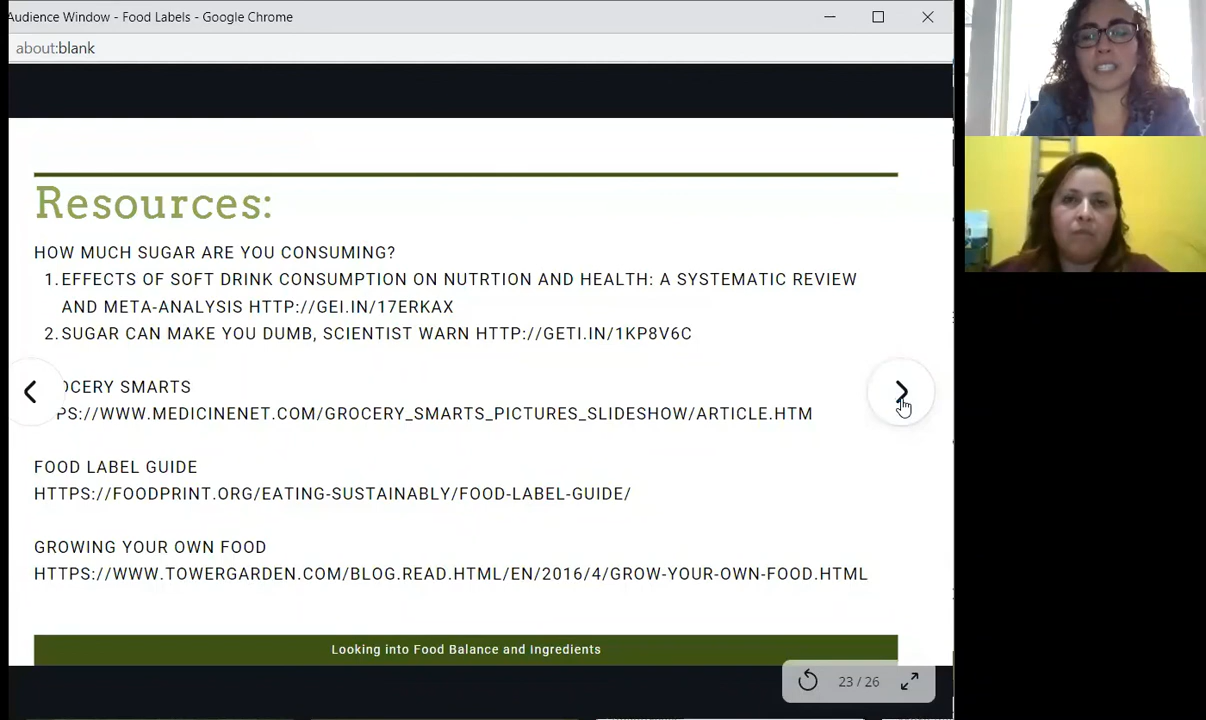 Audience Window - Food Labels - Google Chrome
about:blank
Resources:
HOW MUCH SUGAR ARE YOU CONSUMING?
1. EFFECTS OF SOFT DRINK CONSUMPTION ON NUTRTION AND HEALTH: A SYSTEMATIC REVIEW
AND META-ANALYSIS HTTP://GEI.IN/17ERKAX
2. SUGAR CAN MAKE YOU DUMB, SCIENTIST WARN HTTP://GETI.IN/1KP8V6C
OCERY SMARTS
PS://WWW.MEDICINENET.COM/GROCERY_SMARTS_PICTURES_SLIDESHOW/ARTICLE.HTM
FOOD LABEL GUIDE
HTTPS://FOODPRINT.ORG/EATING-SUSTAINABLY/FOOD-LABEL-GUIDE/
GROWING YOUR OWN FOOD
HTTPS://WWW.TOWERGARDEN.COM/BLOG.READ.HTML/EN/2016/4/GROW-YOUR-OWN-FOOD.HTML
Looking into Food Balance and Ingredients
23 / 26